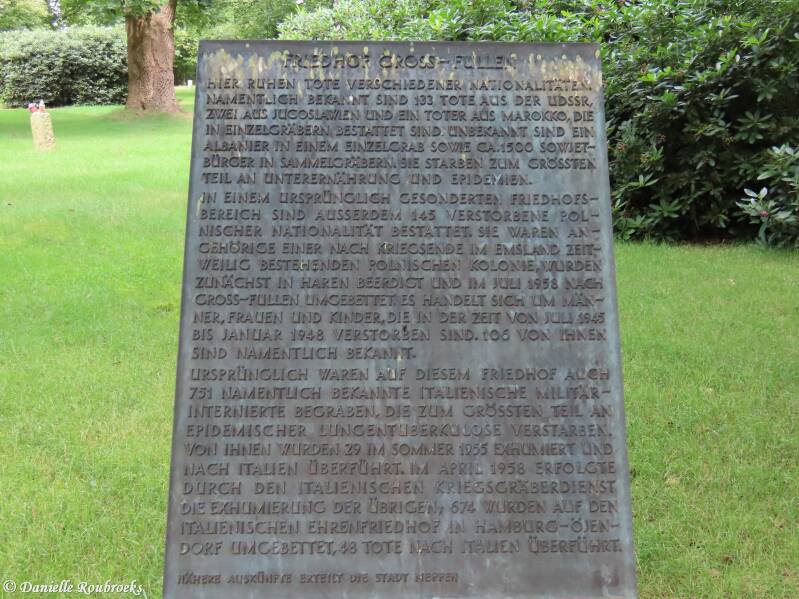 FRIEDHOF GROSS-FULLEN
HIER RUHEN TOTE VERSCHIEDENER NATIONALITÄTEN.
NAMENTLICH BEKANNT SIND 133 TOTE AUS DER UDSSR,
ZWEI AUS JUGOSLAWIEN UND EIN TOTER AUS MAROKKO, DIE
IN EINZELGRÄBERN BESTATTET SIND. UNBEKANNT SIND EIN
ALBANIER IN EINEM EINZELGRAB SOWIE CA. 1500 SOWJET-
BÜRGER IN SAMMELGRÄBERN. SIE STARBEN ZUM GRÖSSTEN
TEIL AN UNTERERNÄHRUNG UND EPIDEMIEN.
IN EINEM URSPRÜNGLICH GESONDERTEN FRIEDHOFS-
BEREICH SIND AUSSERDEM 145 VERSTORBENE POL-
NISCHER NATIONALITÄT BESTATTET. SIE WAREN AN-
GEHÖRIGE EINER NACH KRIEGSENDE IM EMSLAND ZEIT-
WEILIG BESTEHENDEN POLNISCHEN KOLONIE, WURDEN
ZUNÄCHST IN HAREN BEERDIGT UND IM JULI 1958 NACH
GROSS-FULLEN UMGEBETTET. ES HANDELT SICH UM MÄN-
NER, FRAUEN UND KINDER, DIE IN DER ZEIT VON JULI 1945
BIS JANUAR 1948 VERSTORBEN SIND. 106 VON IHNEN
SIND NAMENTLICH BEKANNT.
URSPRÜNGLICH WAREN AUF DIESEM FRIEDHOF AUCH
751 NAMENTLICH BEKANNTE ITALIENISCHE MILITÄR-
INTERNIERTE BEGRABEN, DIE ZUM GRÖSSTEN TEIL AN
EPIDEMISCHER LUNGENTUBERKULOSE VERSTARBEN.
VON IHNEN WURDEN 29 IM SOMMER 1955 EXHUMIERT UND
NACH ITALIEN ÜBERFÜHRT. IM APRIL 1958 ERFOLGTE
DURCH DEN ITALIENISCHEN KRIEGSGRÄBERDIENST
DIE EXHUMIERUNG DER ÜBRIGEN; 674 WURDEN AUF DEN
ITALIENISCHEN EHRENFRIEDHOF IN HAMBURG-ÖJEN-
DORF UMGEBETTET, 48 TOTE NACH ITALIEN ÜBERFÜHRT.
NÄHERE AUSKÜNFTE ERTEILT DIE STADT MEPPEN
© Danielle Roubroeks